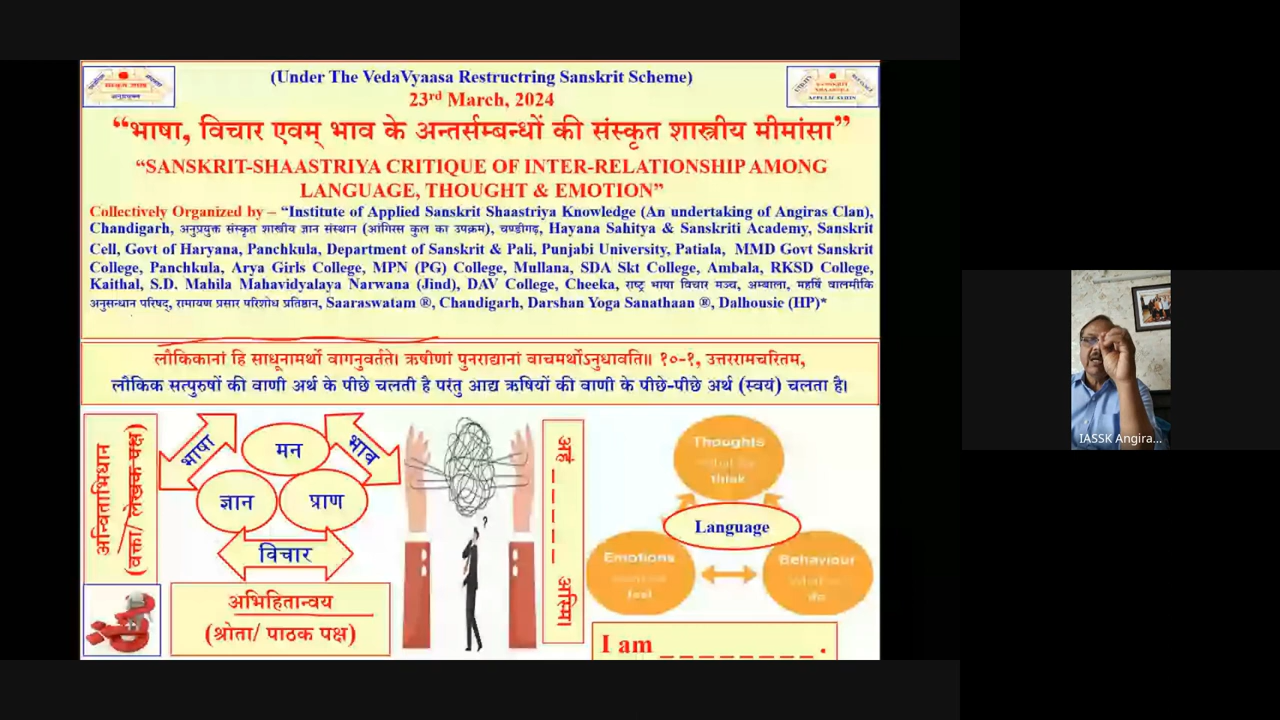 (Under The VedaVyaasa Restructring Sanskrit Scheme)
23rd March, 2024
“भाषा, विचार एवम् भाव के अन्तर्सम्बन्धों की संस्कृत शास्त्रीय मीमांसा”
“SANSKRIT-SHAASTRIYA CRITIQUE OF INTER-RELATIONSHIP AMONG
LANGUAGE, THOUGHT & EMOTION”
Collectively Organized by – “Institute of Applied Sanskrit Shaastriya Knowledge (An undertaking of Angiras Clan),
Chandigarh, अनुप्रयुक्त संस्कृत शास्त्रीय ज्ञान संस्थान (आंगिरस कुल का उपक्रम), चण्डीगढ़, Hayana Sahitya & Sanskriti Academy, Sanskrit
Cell, Govt of Haryana, Panchkula, Department of Sanskrit & Pali, Punjabi University, Patiala, MMD Govt Sanskrit
College, Panchkula, Arya Girls College, MPN (PG) College, Mullana, SDA Skt College, Ambala, RKSD College,
Kaithal, S.D. Mahila Mahavidyalaya Narwana (Jind), DAV College, Cheeka, राष्ट्र भाषा विचार मञ्च, अम्बाला, महर्षि वाल्मीकि
अनुसन्धान परिषद्, रामायण प्रसार परिशोध प्रतिष्ठान, Saaraswatam ®, Chandigarh, Darshan Yoga Sanathaan ®, Dalhousie (HP)*
लौकिकानां हि साधूनामर्थो वागनुवर्तते। ऋषीणां पुनराद्यानां वाचमर्थोऽनुधावति॥ १०-१, उत्तररामचरितम,
लौकिक सत्पुरुषों की वाणी अर्थ के पीछे चलती है परंतु आद्य ऋषियों की वाणी के पीछे-पीछे अर्थ (स्वयं) चलता है।
अन्विताभिधान
(वक्ता/ लेखक पक्ष)
भाषा
मन
भाव
ज्ञान
प्राण
विचार
अभिहितान्वय
(श्रोता/ पाठक पक्ष)
?
अहं _ _ _ _ _ अस्मि।
Thoughts
think
Language
Emotions
feel
Behaviour
do
I am _ _ _ _ _ _ _ _ .
IASSK Angira...